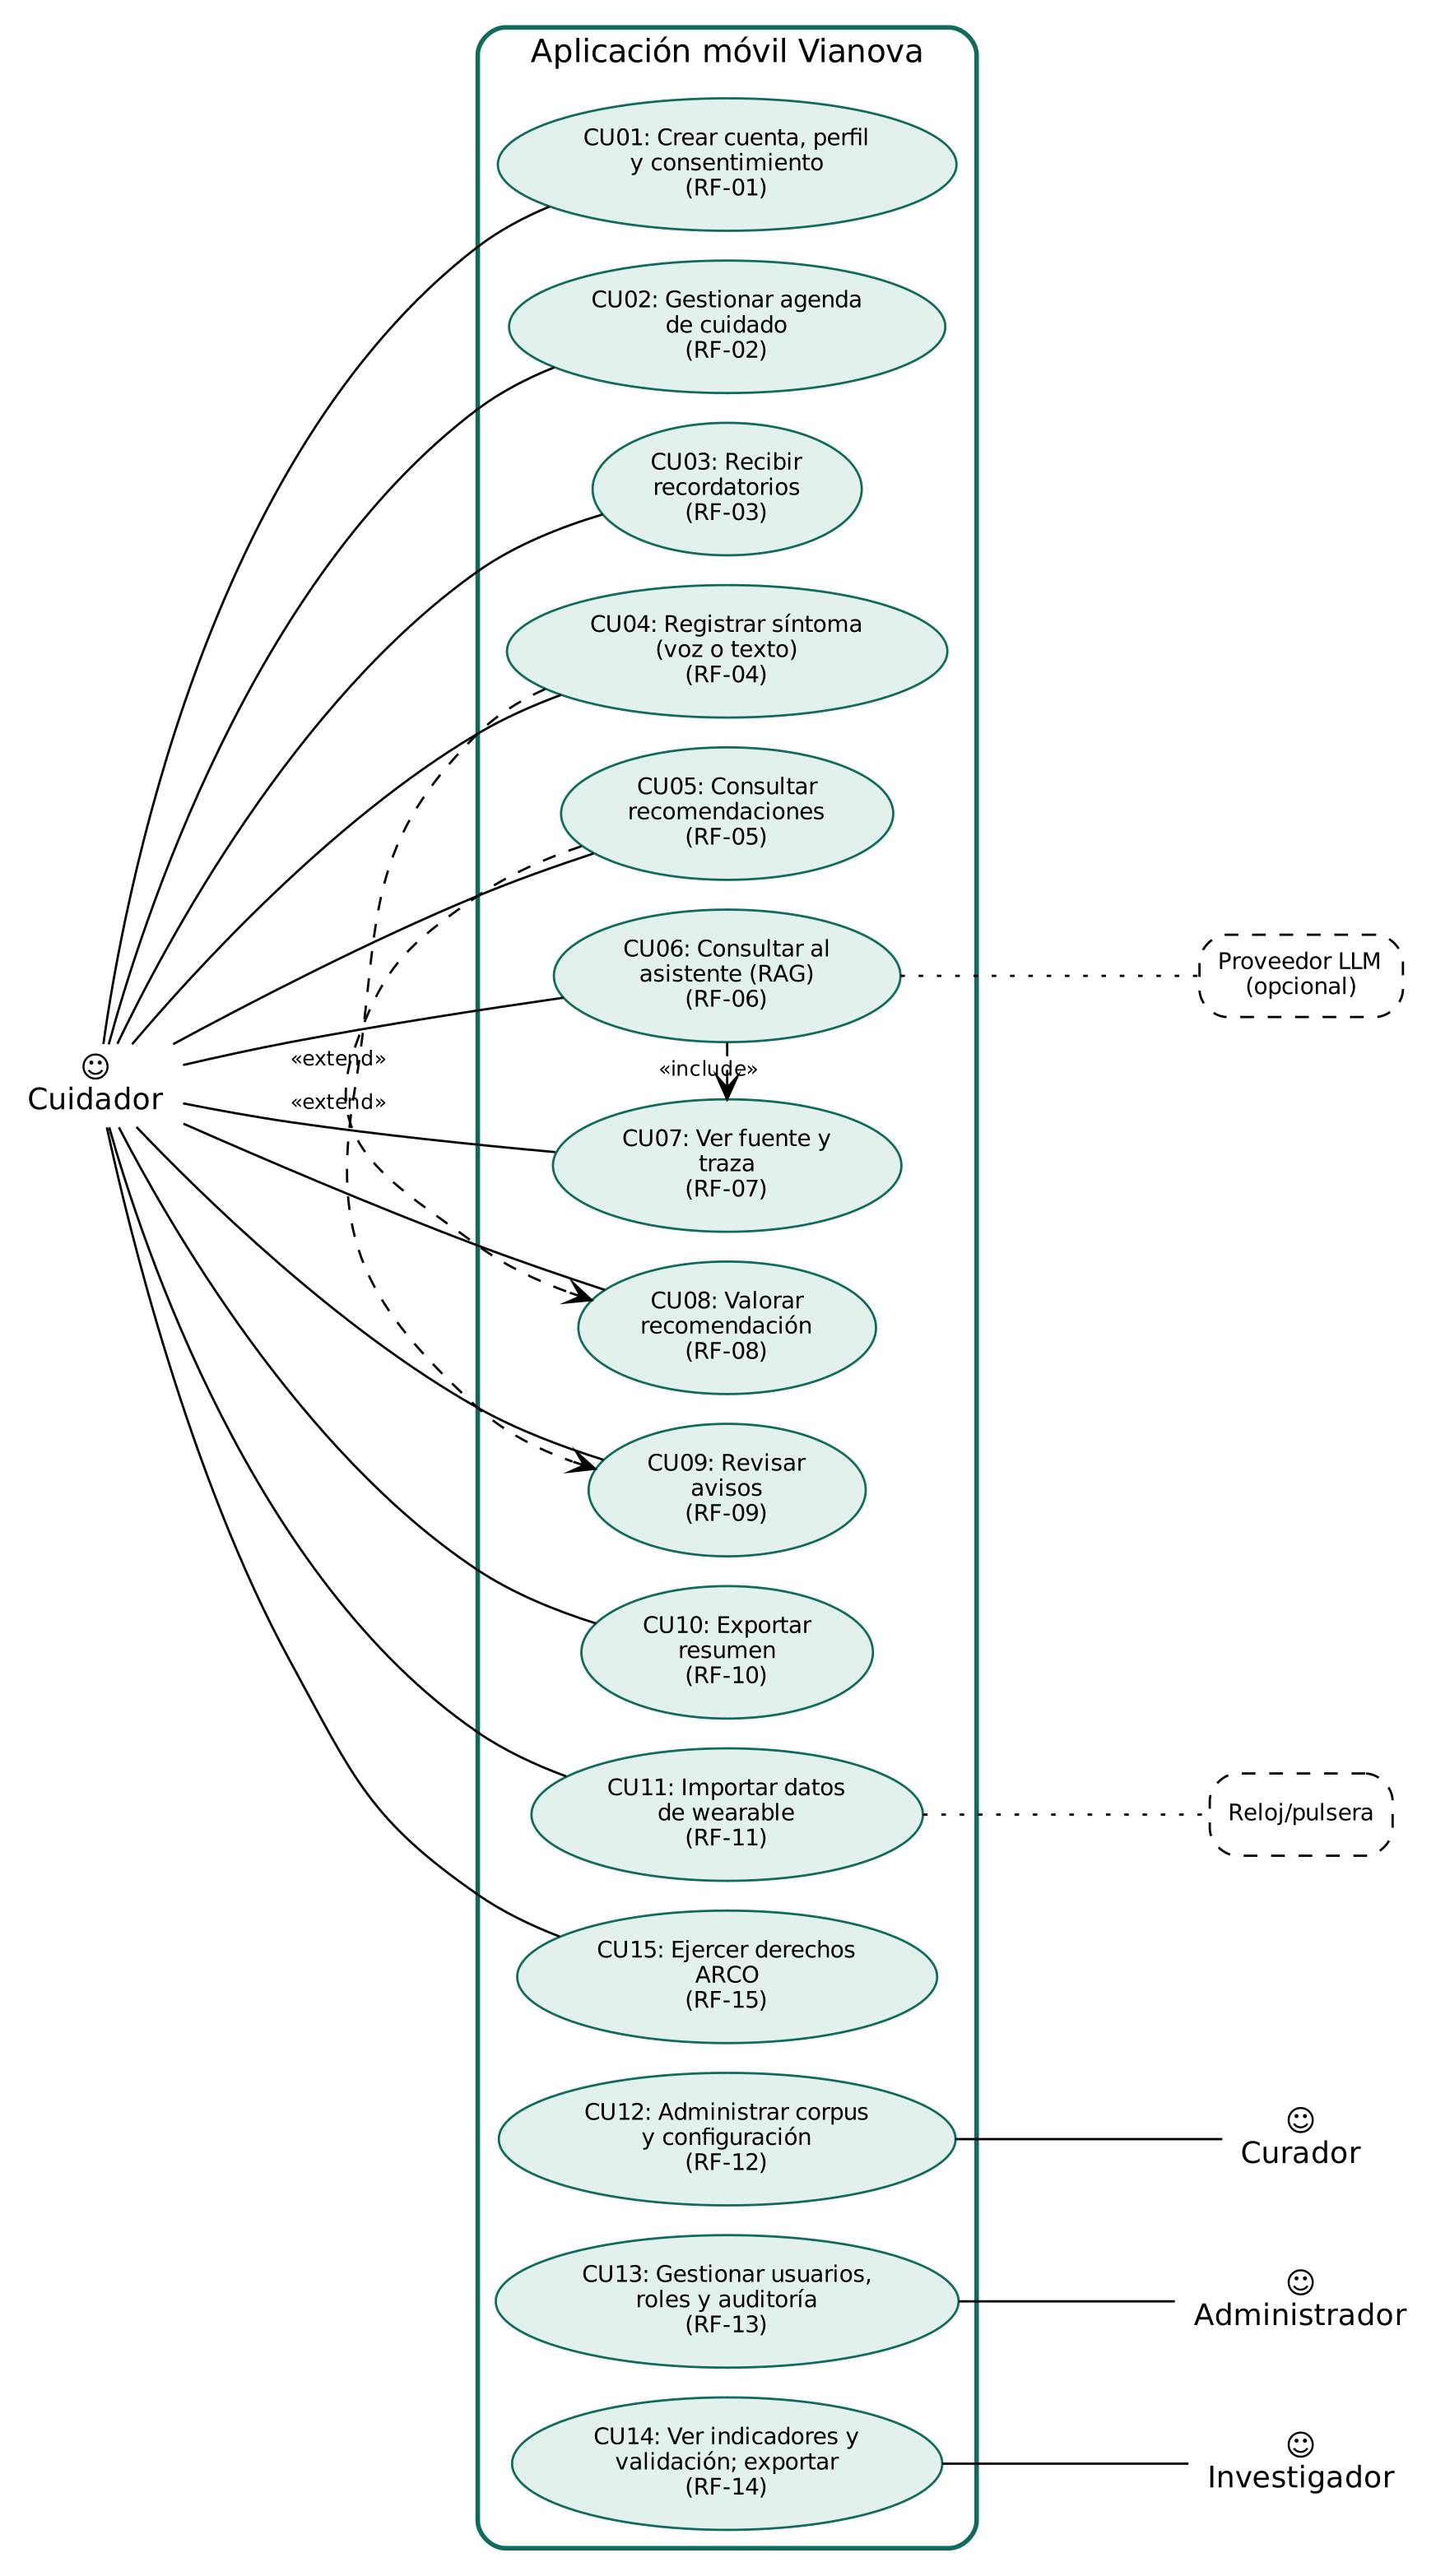 Aplicación móvil Vianova
CU01: Crear cuenta, perfil
y consentimiento
(RF-01)
CU02: Gestionar agenda
de cuidado
(RF-02)
CU03: Recibir
recordatorios
(RF-03)
CU04: Registrar síntoma
(voz o texto)
(RF-04)
CU05: Consultar
recomendaciones
(RF-05)
CU06: Consultar al
asistente (RAG)
(RF-06)
Proveedor LLM
(opcional)
«extend»
«include»
Cuidador
«extend»
CU07: Ver fuente y
traza
(RF-07)
CU08: Valorar
recomendación
(RF-08)
CU09: Revisar
avisos
(RF-09)
CU10: Exportar
resumen
(RF-10)
CU11: Importar datos
de wearable
(RF-11)
Reloj/pulsera
CU15: Ejercer derechos
ARCO
(RF-15)
CU12: Administrar corpus
y configuración
(RF-12)
Curador
CU13: Gestionar usuarios,
roles y auditoría
(RF-13)
Administrador
CU14: Ver indicadores y
validación; exportar
(RF-14)
Investigador